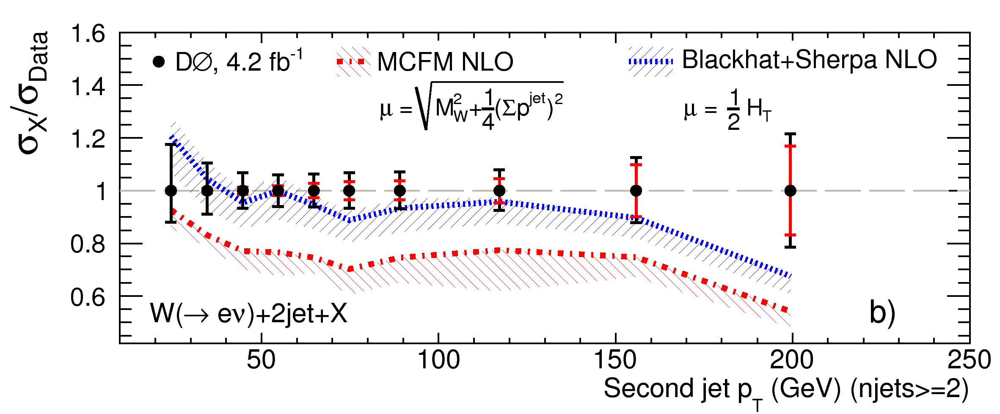 σX/σData
1.6
1.4
1.2
1
0.8
0.6
DØ, 4.2 fb-1
MCFM NLO
μ = √M2W+1/4(Σpjet)2
Blackhat+Sherpa NLO
μ = 1/2 HT
W(→ eν)+2jet+X
b)
50 100 150 200 250
Second jet pT (GeV) (njets>=2)